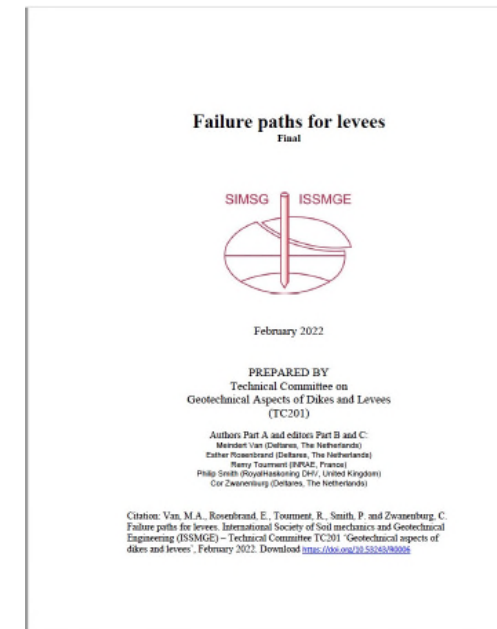 Failure paths for levees
Final
SIMSG ISSMGE
February 2022
PREPARED BY
Technical Committee on
Geotechnical Aspects of Dikes and Levees
(TC201)
Authors Part A and editors Part B and C:
Meindert Van (Deltares, The Netherlands)
Esther Rosenbrand (Deltares, The Netherlands)
Remy Tourment (INRAE, France)
Philip Smith (RoyalHaskoning DHV, United Kingdom)
Cor Zwanenburg (Deltares, The Netherlands)
Citation: Van, M.A., Rosenbrand, E., Tourment, R., Smith, P. and Zwanenburg, C.
Failure paths for levees. International Society of Soil mechanics and Geotechnical
Engineering (ISSMGE) – Technical Committee TC201 ‘Geotechnical aspects of
dikes and levees’, February 2022. Download https://doi.org/10.53243/R0006